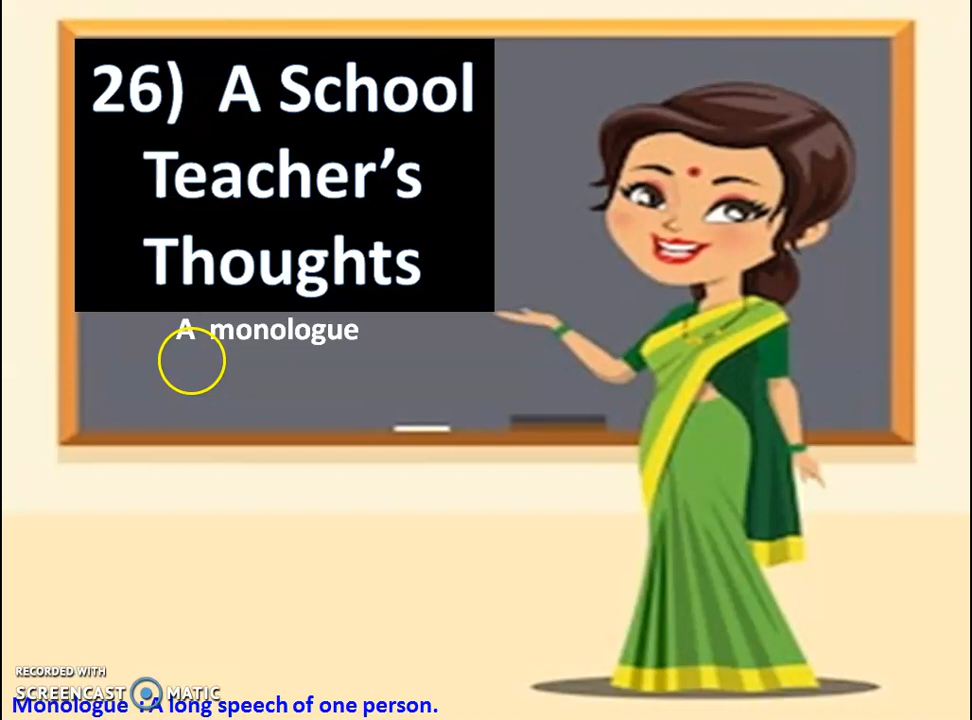 26) A School
Teacher’s
Thoughts
A monologue
RECORDED WITH
SCREENCAST MATIC
Monologue : A long speech of one person.